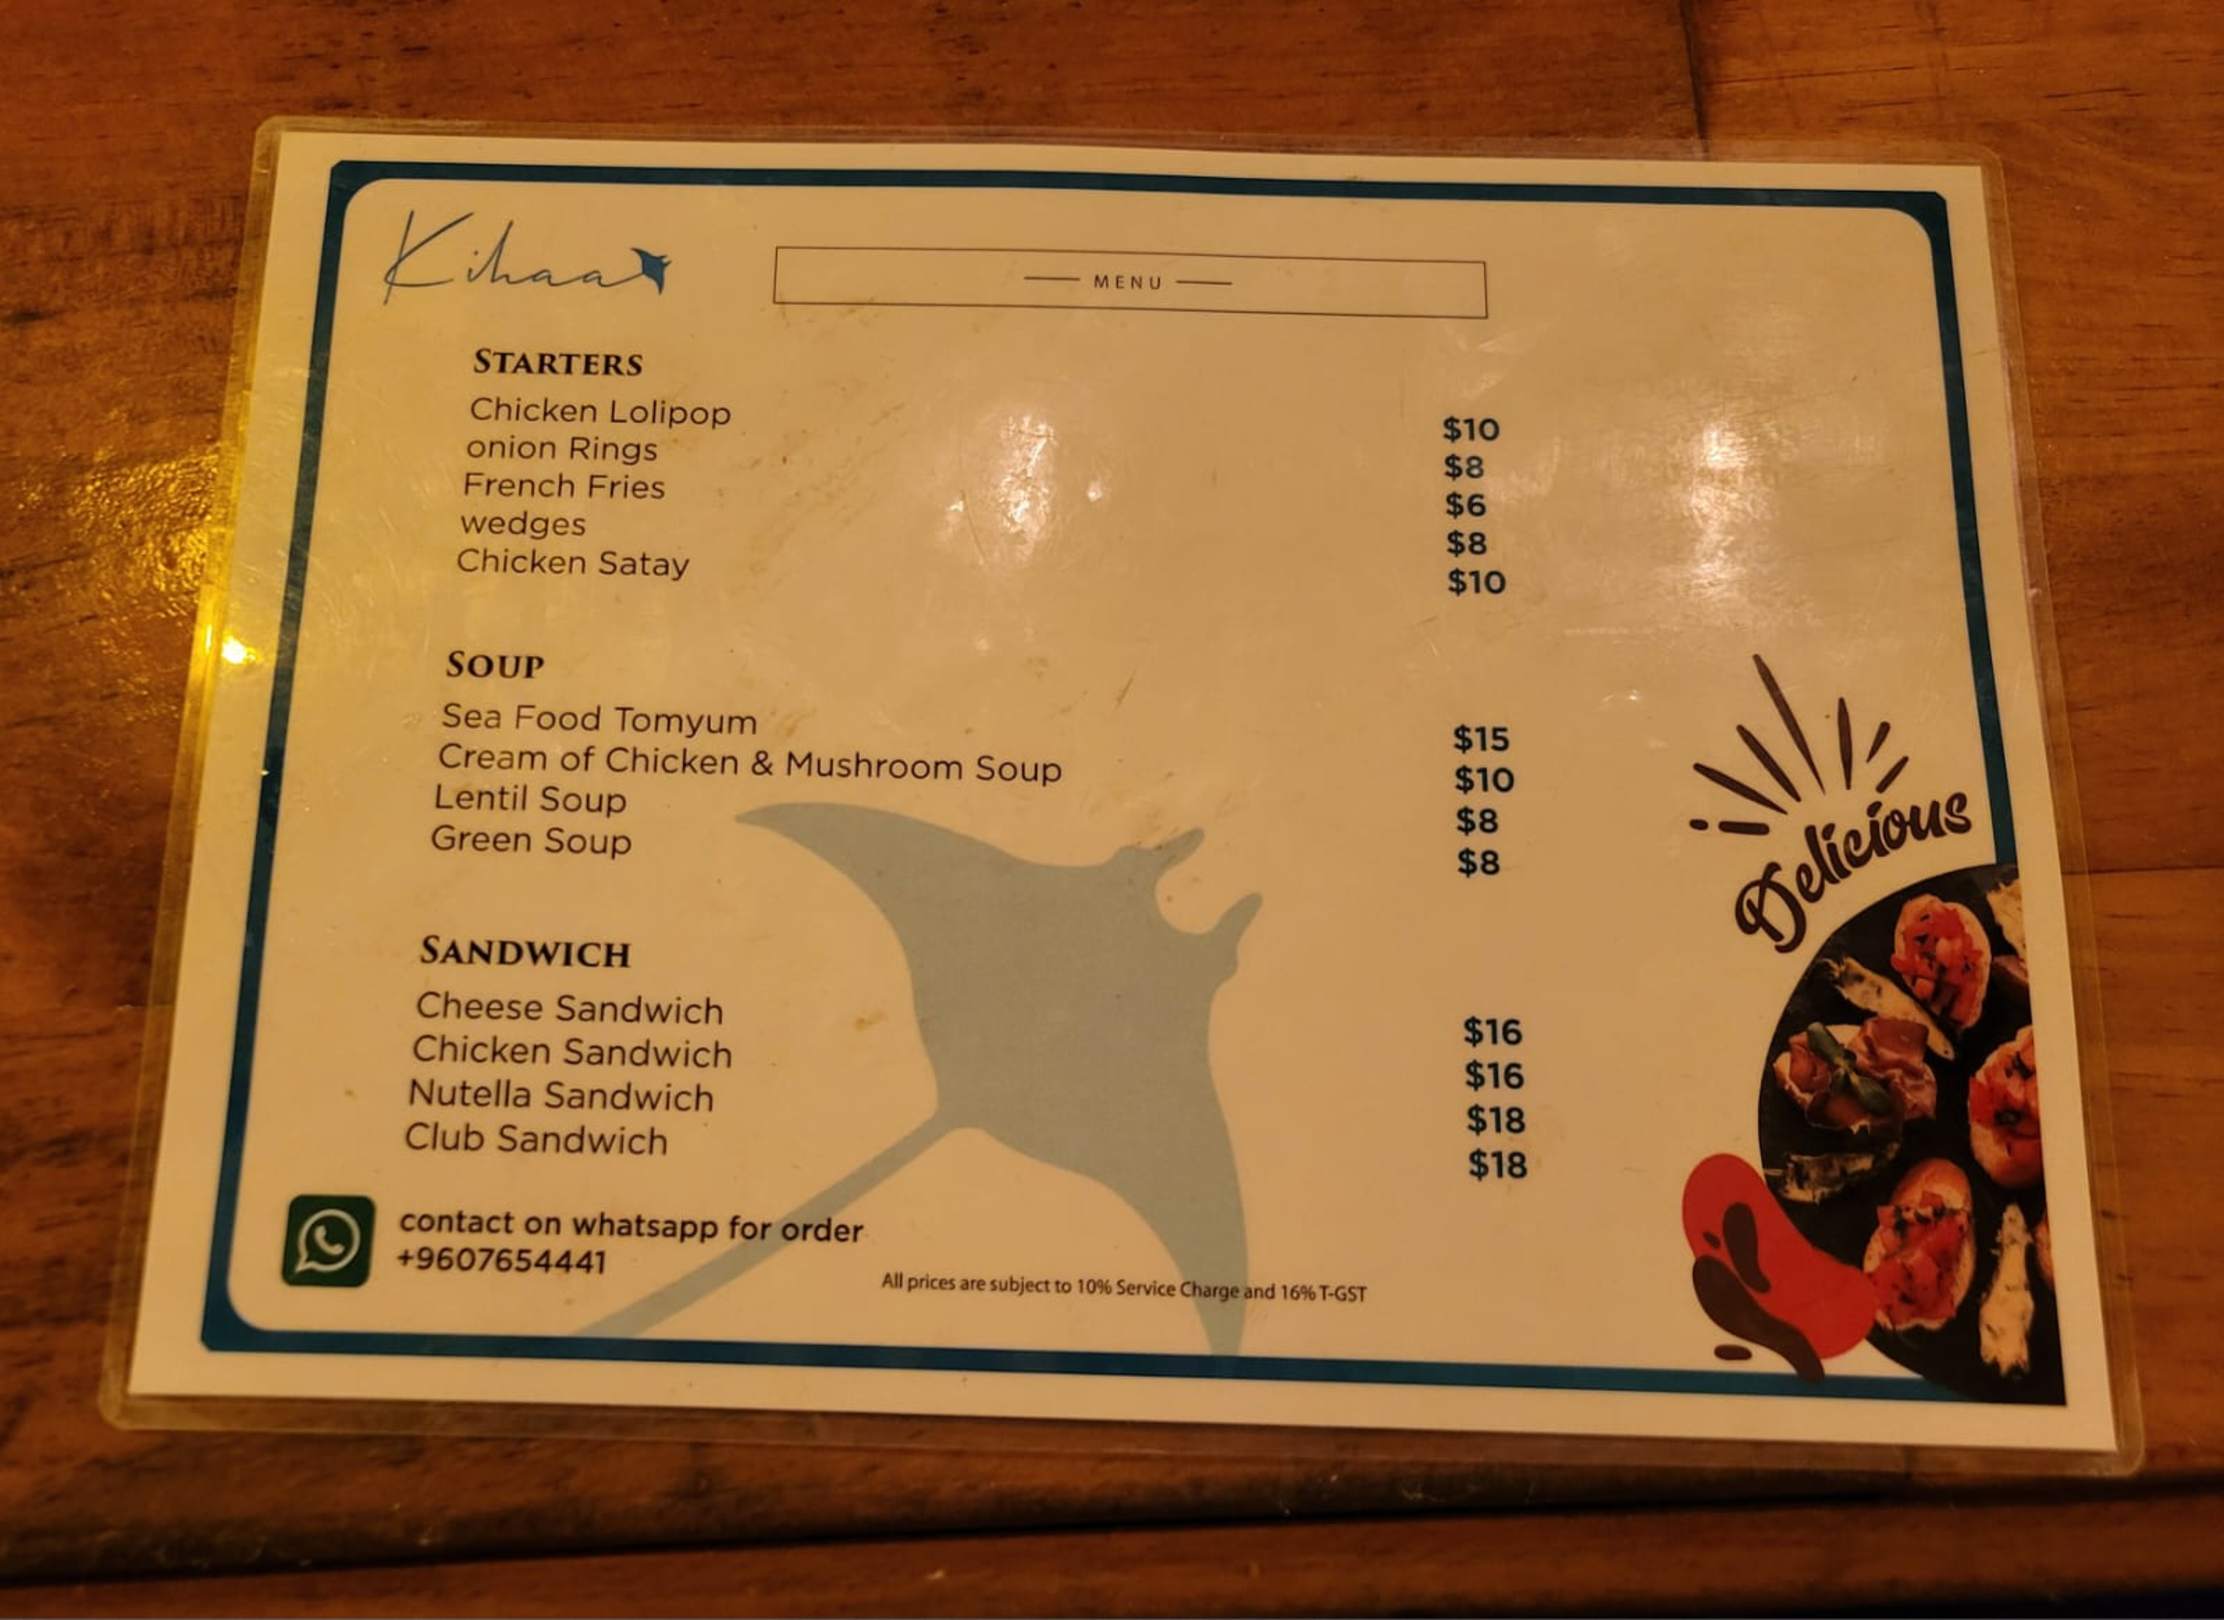 Kihaa
MENU
STARTERS
Chicken Lolipop $10
onion Rings $8
French Fries $6
wedges $8
Chicken Satay $10
SOUP
Sea Food Tomyum $15
Cream of Chicken & Mushroom Soup $10
Lentil Soup $8
Green Soup $8
Delicious
SANDWICH
Cheese Sandwich $16
Chicken Sandwich $16
Nutella Sandwich $18
Club Sandwich $18
contact on whatsapp for order
+9607654441
All prices are subject to 10% Service Charge and 16% T-GST